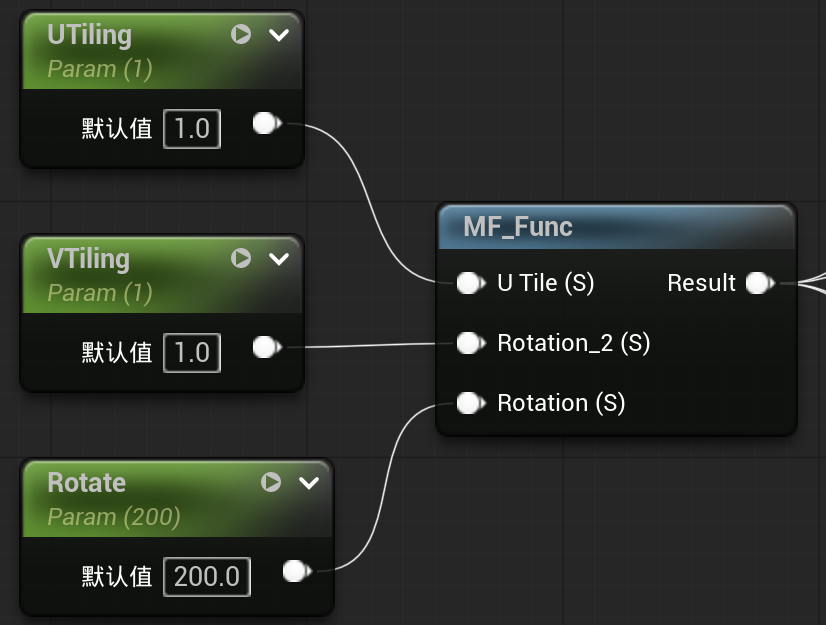 UTiling
Param (1)
默认值 1.0
VTiling
Param (1)
默认值 1.0
Rotate
Param (200)
默认值 200.0
MF_Func
U Tile (S) Result
Rotation_2 (S)
Rotation (S)